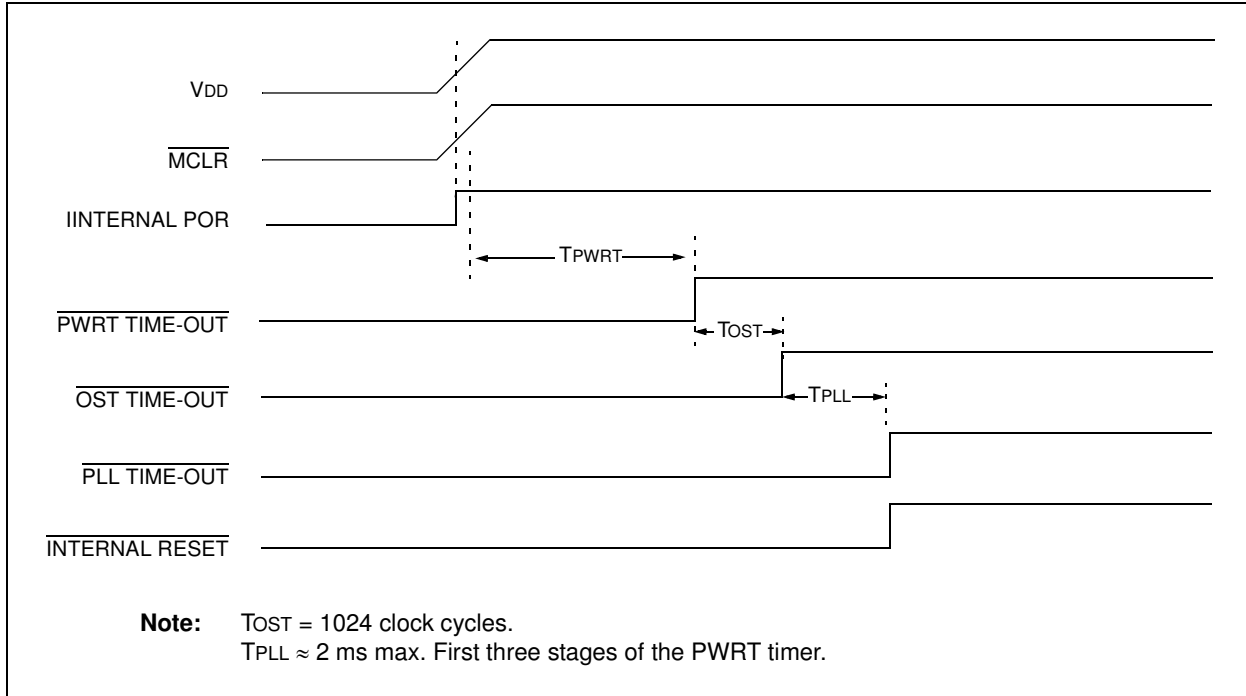 VDD
MCLR
IINTERNAL POR
TPWRT
PWRT TIME-OUT
TOST
OST TIME-OUT
TPLL
PLL TIME-OUT
INTERNAL RESET
Note: TOST = 1024 clock cycles.
TPLL ≈ 2 ms max. First three stages of the PWRT timer.